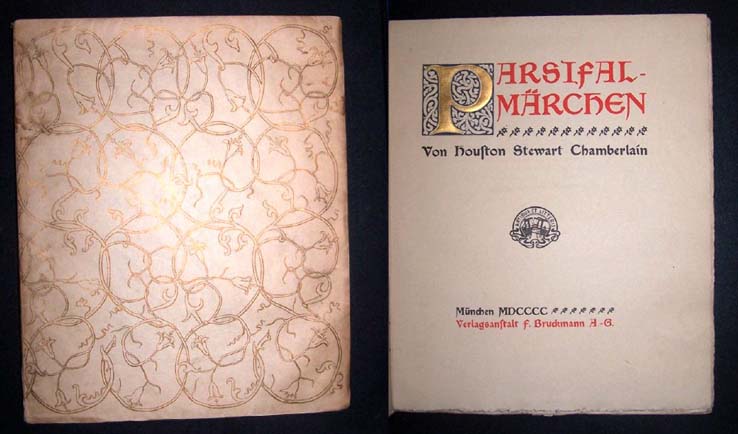 PARSIFAL-
MÄRCHEN
Von Houſton Stewart Chamberlain
München MDCCCC
Verlagsanſtalt F. Bruckmann A.-G.